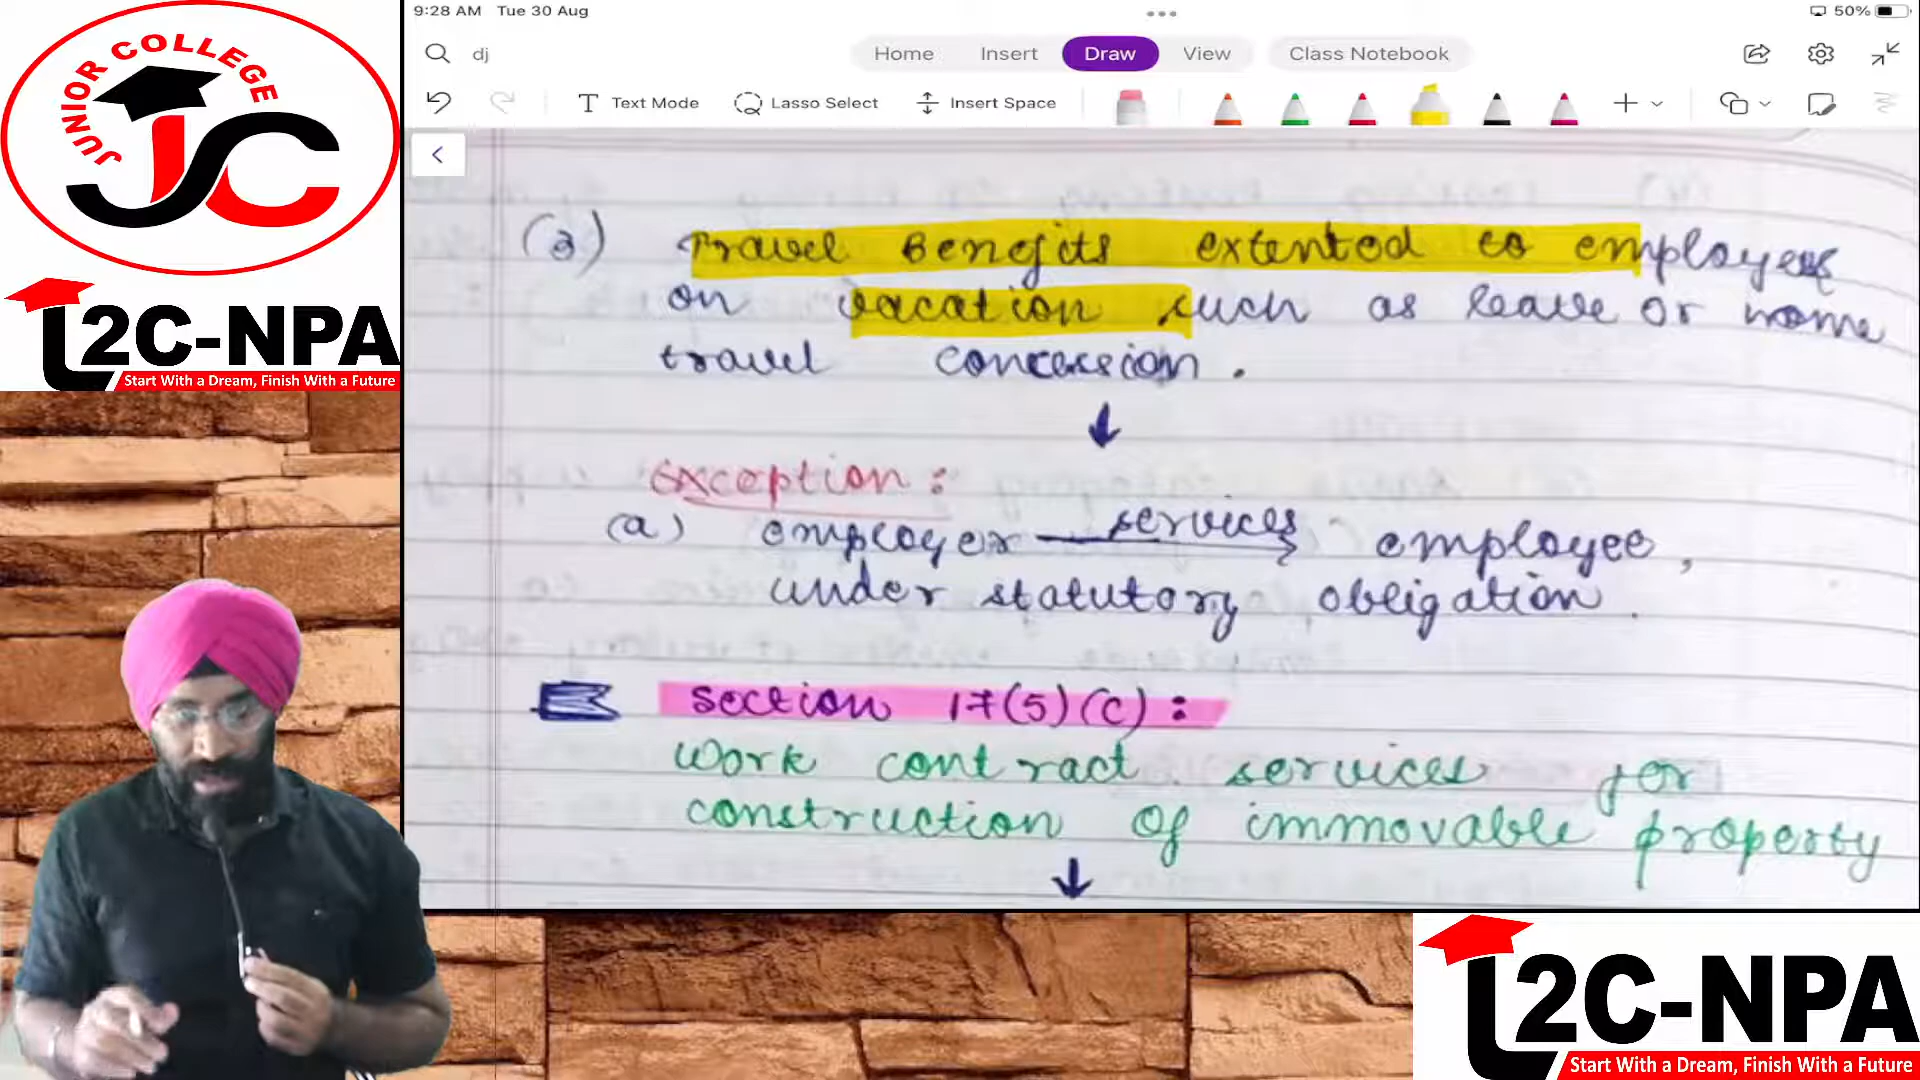 JUNIOR COLLEGE
JC
L2C-NPA
Start With a Dream, Finish With a Future
9:28 AM Tue 30 Aug
50%
dj
Home Insert Draw View Class Notebook
Text Mode Lasso Select Insert Space
(3) Travel Benefits extented to employees
on vacation such as leave or home
travel concession.
Exception:
(a) employer services employee,
under statutory obligation.
Section 17(5)(c):
Work contract services for
construction of immovable property
L2C-NPA
Start With a Dream, Finish With a Future